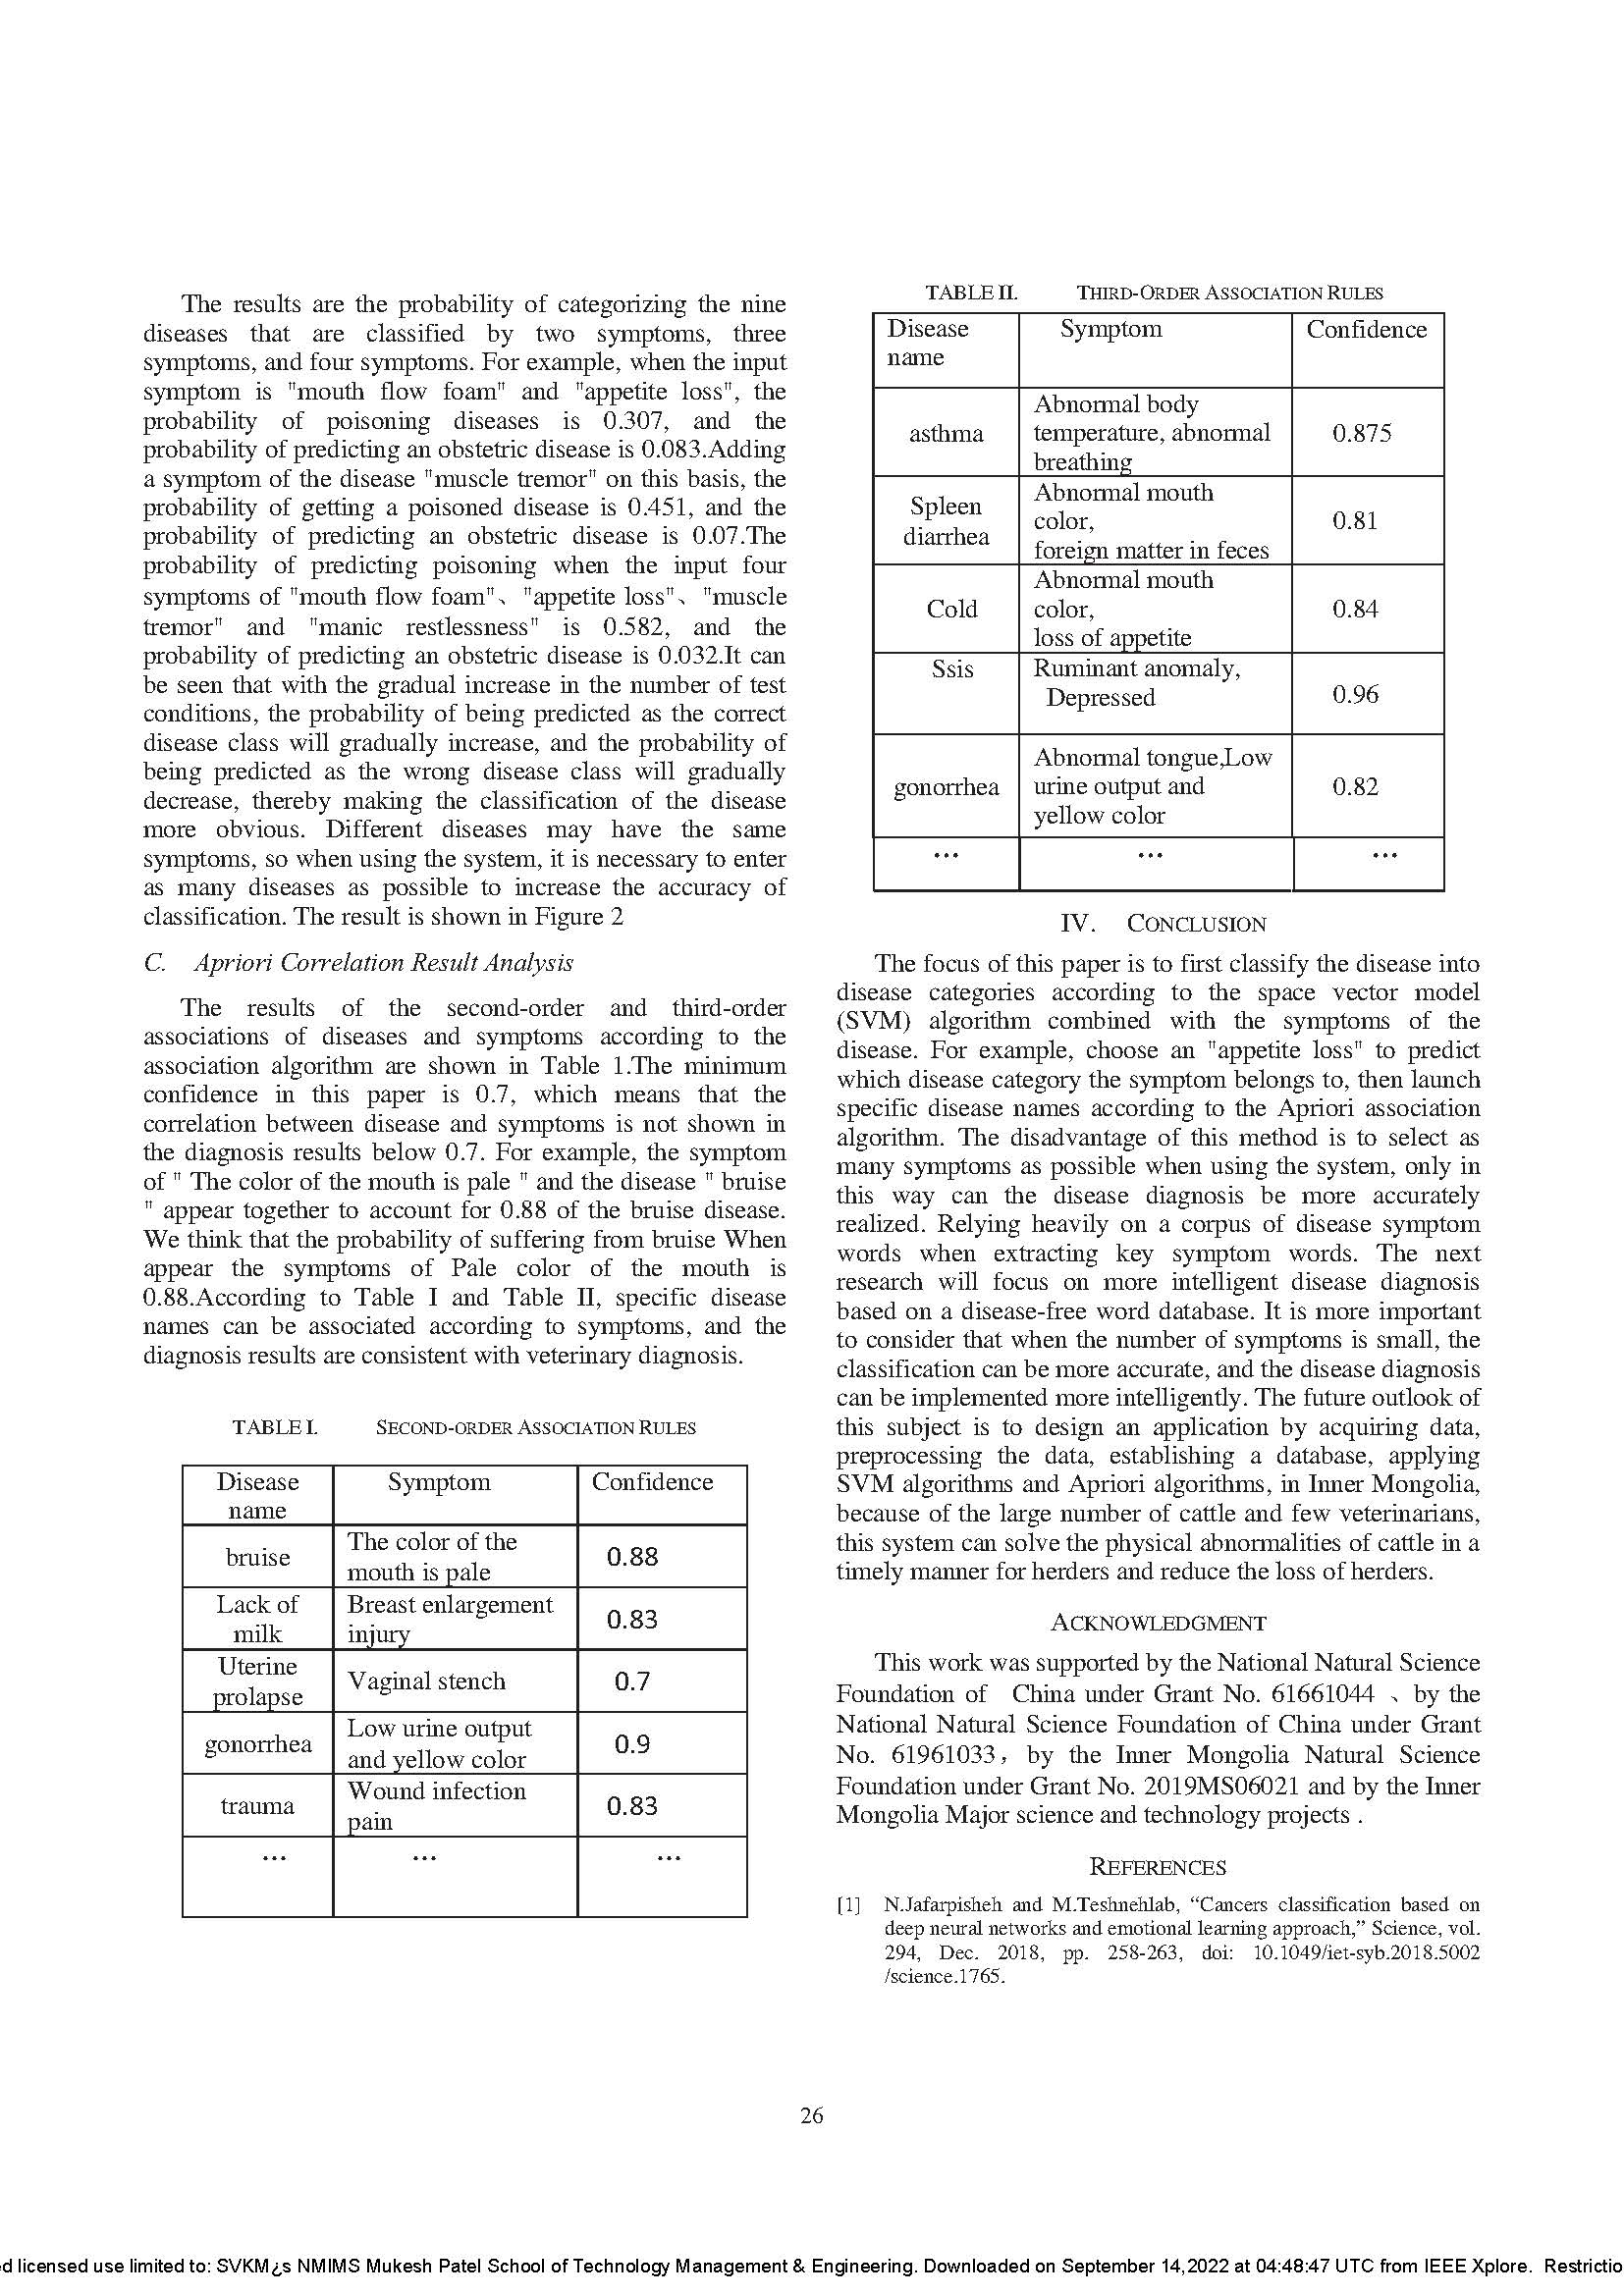 The results are the probability of categorizing the nine
diseases that are classified by two symptoms, three
symptoms, and four symptoms. For example, when the input
symptom is "mouth flow foam" and "appetite loss", the
probability of poisoning diseases is 0.307, and the
probability of predicting an obstetric disease is 0.083.Adding
a symptom of the disease "muscle tremor" on this basis, the
probability of getting a poisoned disease is 0.451, and the
probability of predicting an obstetric disease is 0.07.The
probability of predicting poisoning when the input four
symptoms of "mouth flow foam"、"appetite loss"、"muscle
tremor" and "manic restlessness" is 0.582, and the
probability of predicting an obstetric disease is 0.032.It can
be seen that with the gradual increase in the number of test
conditions, the probability of being predicted as the correct
disease class will gradually increase, and the probability of
being predicted as the wrong disease class will gradually
decrease, thereby making the classification of the disease
more obvious. Different diseases may have the same
symptoms, so when using the system, it is necessary to enter
as many diseases as possible to increase the accuracy of
classification. The result is shown in Figure 2
C. Apriori Correlation Result Analysis
The results of the second-order and third-order
associations of diseases and symptoms according to the
association algorithm are shown in Table 1.The minimum
confidence in this paper is 0.7, which means that the
correlation between disease and symptoms is not shown in
the diagnosis results below 0.7. For example, the symptom
of " The color of the mouth is pale " and the disease " bruise
" appear together to account for 0.88 of the bruise disease.
We think that the probability of suffering from bruise When
appear the symptoms of Pale color of the mouth is
0.88.According to Table I and Table II, specific disease
names can be associated according to symptoms, and the
diagnosis results are consistent with veterinary diagnosis.
TABLE I. SECOND-ORDER ASSOCIATION RULES
Disease Symptom Confidence
name
bruise
The color of the
mouth is pale
0.88
Lack of
milk
Breast enlargement
injury
0.83
Uterine
prolapse
Vaginal stench
0.7
gonorrhea
Low urine output
and yellow color
0.9
trauma
Wound infection
pain
0.83
... ... ...
TABLE II. THIRD-ORDER ASSOCIATION RULES
Disease Symptom Confidence
name
asthma
Abnormal body
temperature, abnormal
breathing
0.875
Spleen
diarrhea
Abnormal mouth
color,
foreign matter in feces
0.81
Cold
Abnormal mouth
color,
loss of appetite
0.84
Ssis
Ruminant anomaly,
Depressed
0.96
gonorrhea
Abnormal tongue,Low
urine output and
yellow color
0.82
... ... ...
IV. CONCLUSION
The focus of this paper is to first classify the disease into
disease categories according to the space vector model
(SVM) algorithm combined with the symptoms of the
disease. For example, choose an "appetite loss" to predict
which disease category the symptom belongs to, then launch
specific disease names according to the Apriori association
algorithm. The disadvantage of this method is to select as
many symptoms as possible when using the system, only in
this way can the disease diagnosis be more accurately
realized. Relying heavily on a corpus of disease symptom
words when extracting key symptom words. The next
research will focus on more intelligent disease diagnosis
based on a disease-free word database. It is more important
to consider that when the number of symptoms is small, the
classification can be more accurate, and the disease diagnosis
can be implemented more intelligently. The future outlook of
this subject is to design an application by acquiring data,
preprocessing the data, establishing a database, applying
SVM algorithms and Apriori algorithms, in Inner Mongolia,
because of the large number of cattle and few veterinarians,
this system can solve the physical abnormalities of cattle in a
timely manner for herders and reduce the loss of herders.
ACKNOWLEDGMENT
This work was supported by the National Natural Science
Foundation of China under Grant No. 61661044 、by the
National Natural Science Foundation of China under Grant
No. 61961033，by the Inner Mongolia Natural Science
Foundation under Grant No. 2019MS06021 and by the Inner
Mongolia Major science and technology projects .
REFERENCES
[1] N.Jafarpisheh and M.Teshnehlab, “Cancers classification based on
deep neural networks and emotional learning approach,” Science, vol.
294, Dec. 2018, pp. 258-263, doi: 10.1049/iet-syb.2018.5002
/science.1765.
26
d licensed use limited to: SVKM¿s NMIMS Mukesh Patel School of Technology Management & Engineering. Downloaded on September 14,2022 at 04:48:47 UTC from IEEE Xplore. Restrictio